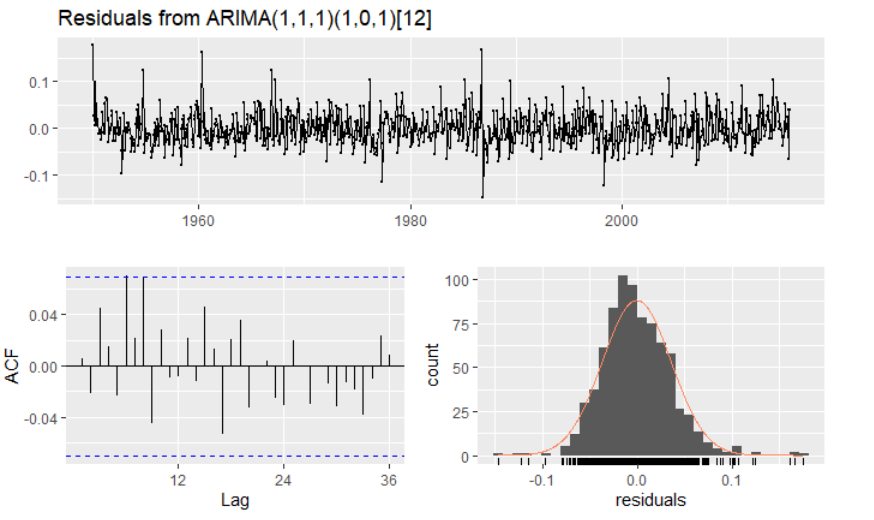 Residuals from ARIMA(1,1,1)(1,0,1)[12]
0.1
0.0
-0.1
1960 1980 2000
ACF
0.04
0.00
-0.04
12 24 36
Lag
count
100
75
50
25
0
-0.1 0.0 0.1
residuals